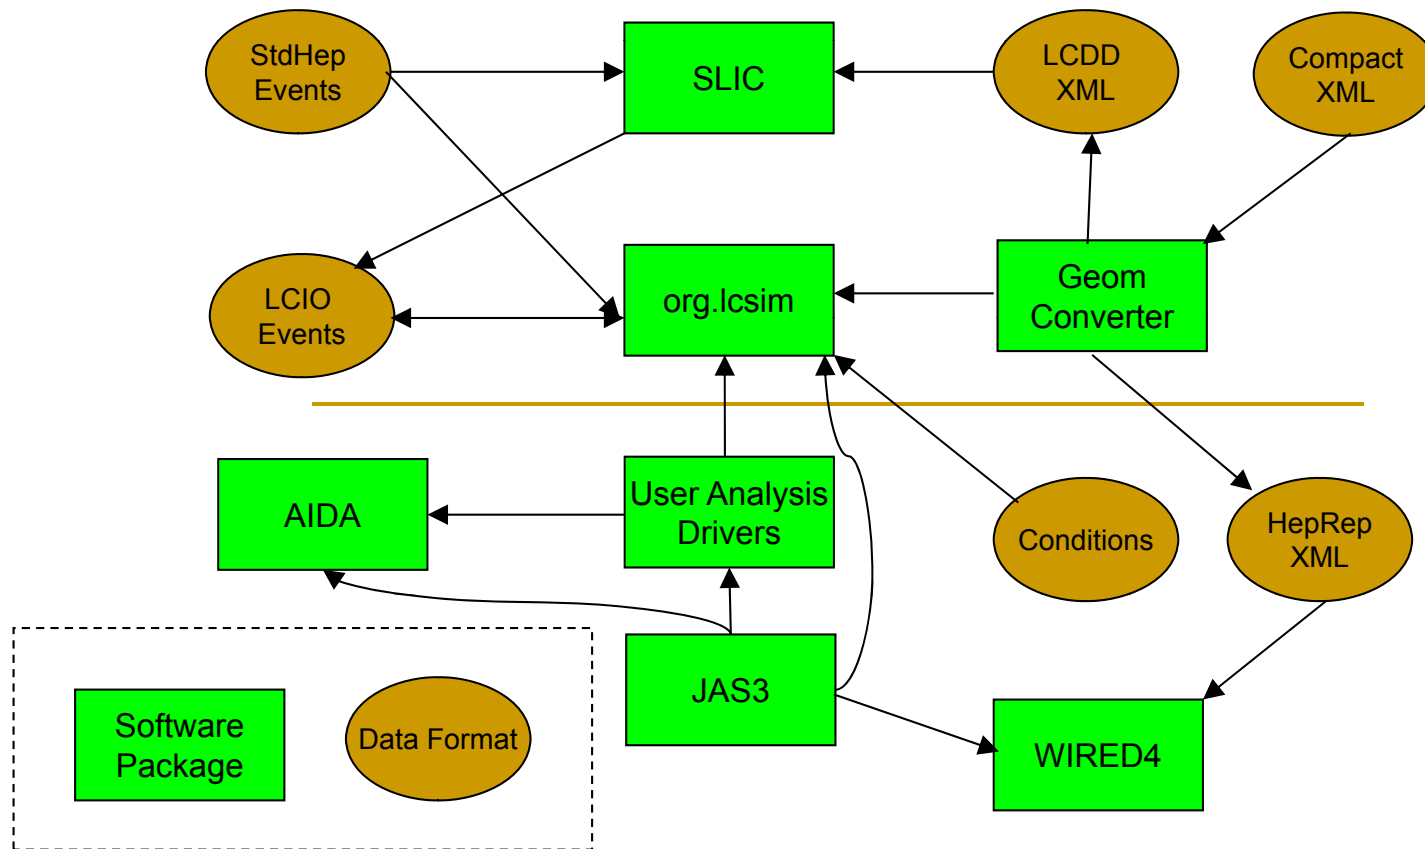 StdHep
Events
SLIC
LCDD
XML
Compact
XML
LCIO
Events
org.lcsim
Geom
Converter
AIDA
User Analysis
Drivers
Conditions
HepRep
XML
JAS3
WIRED4
Software
Package
Data Format